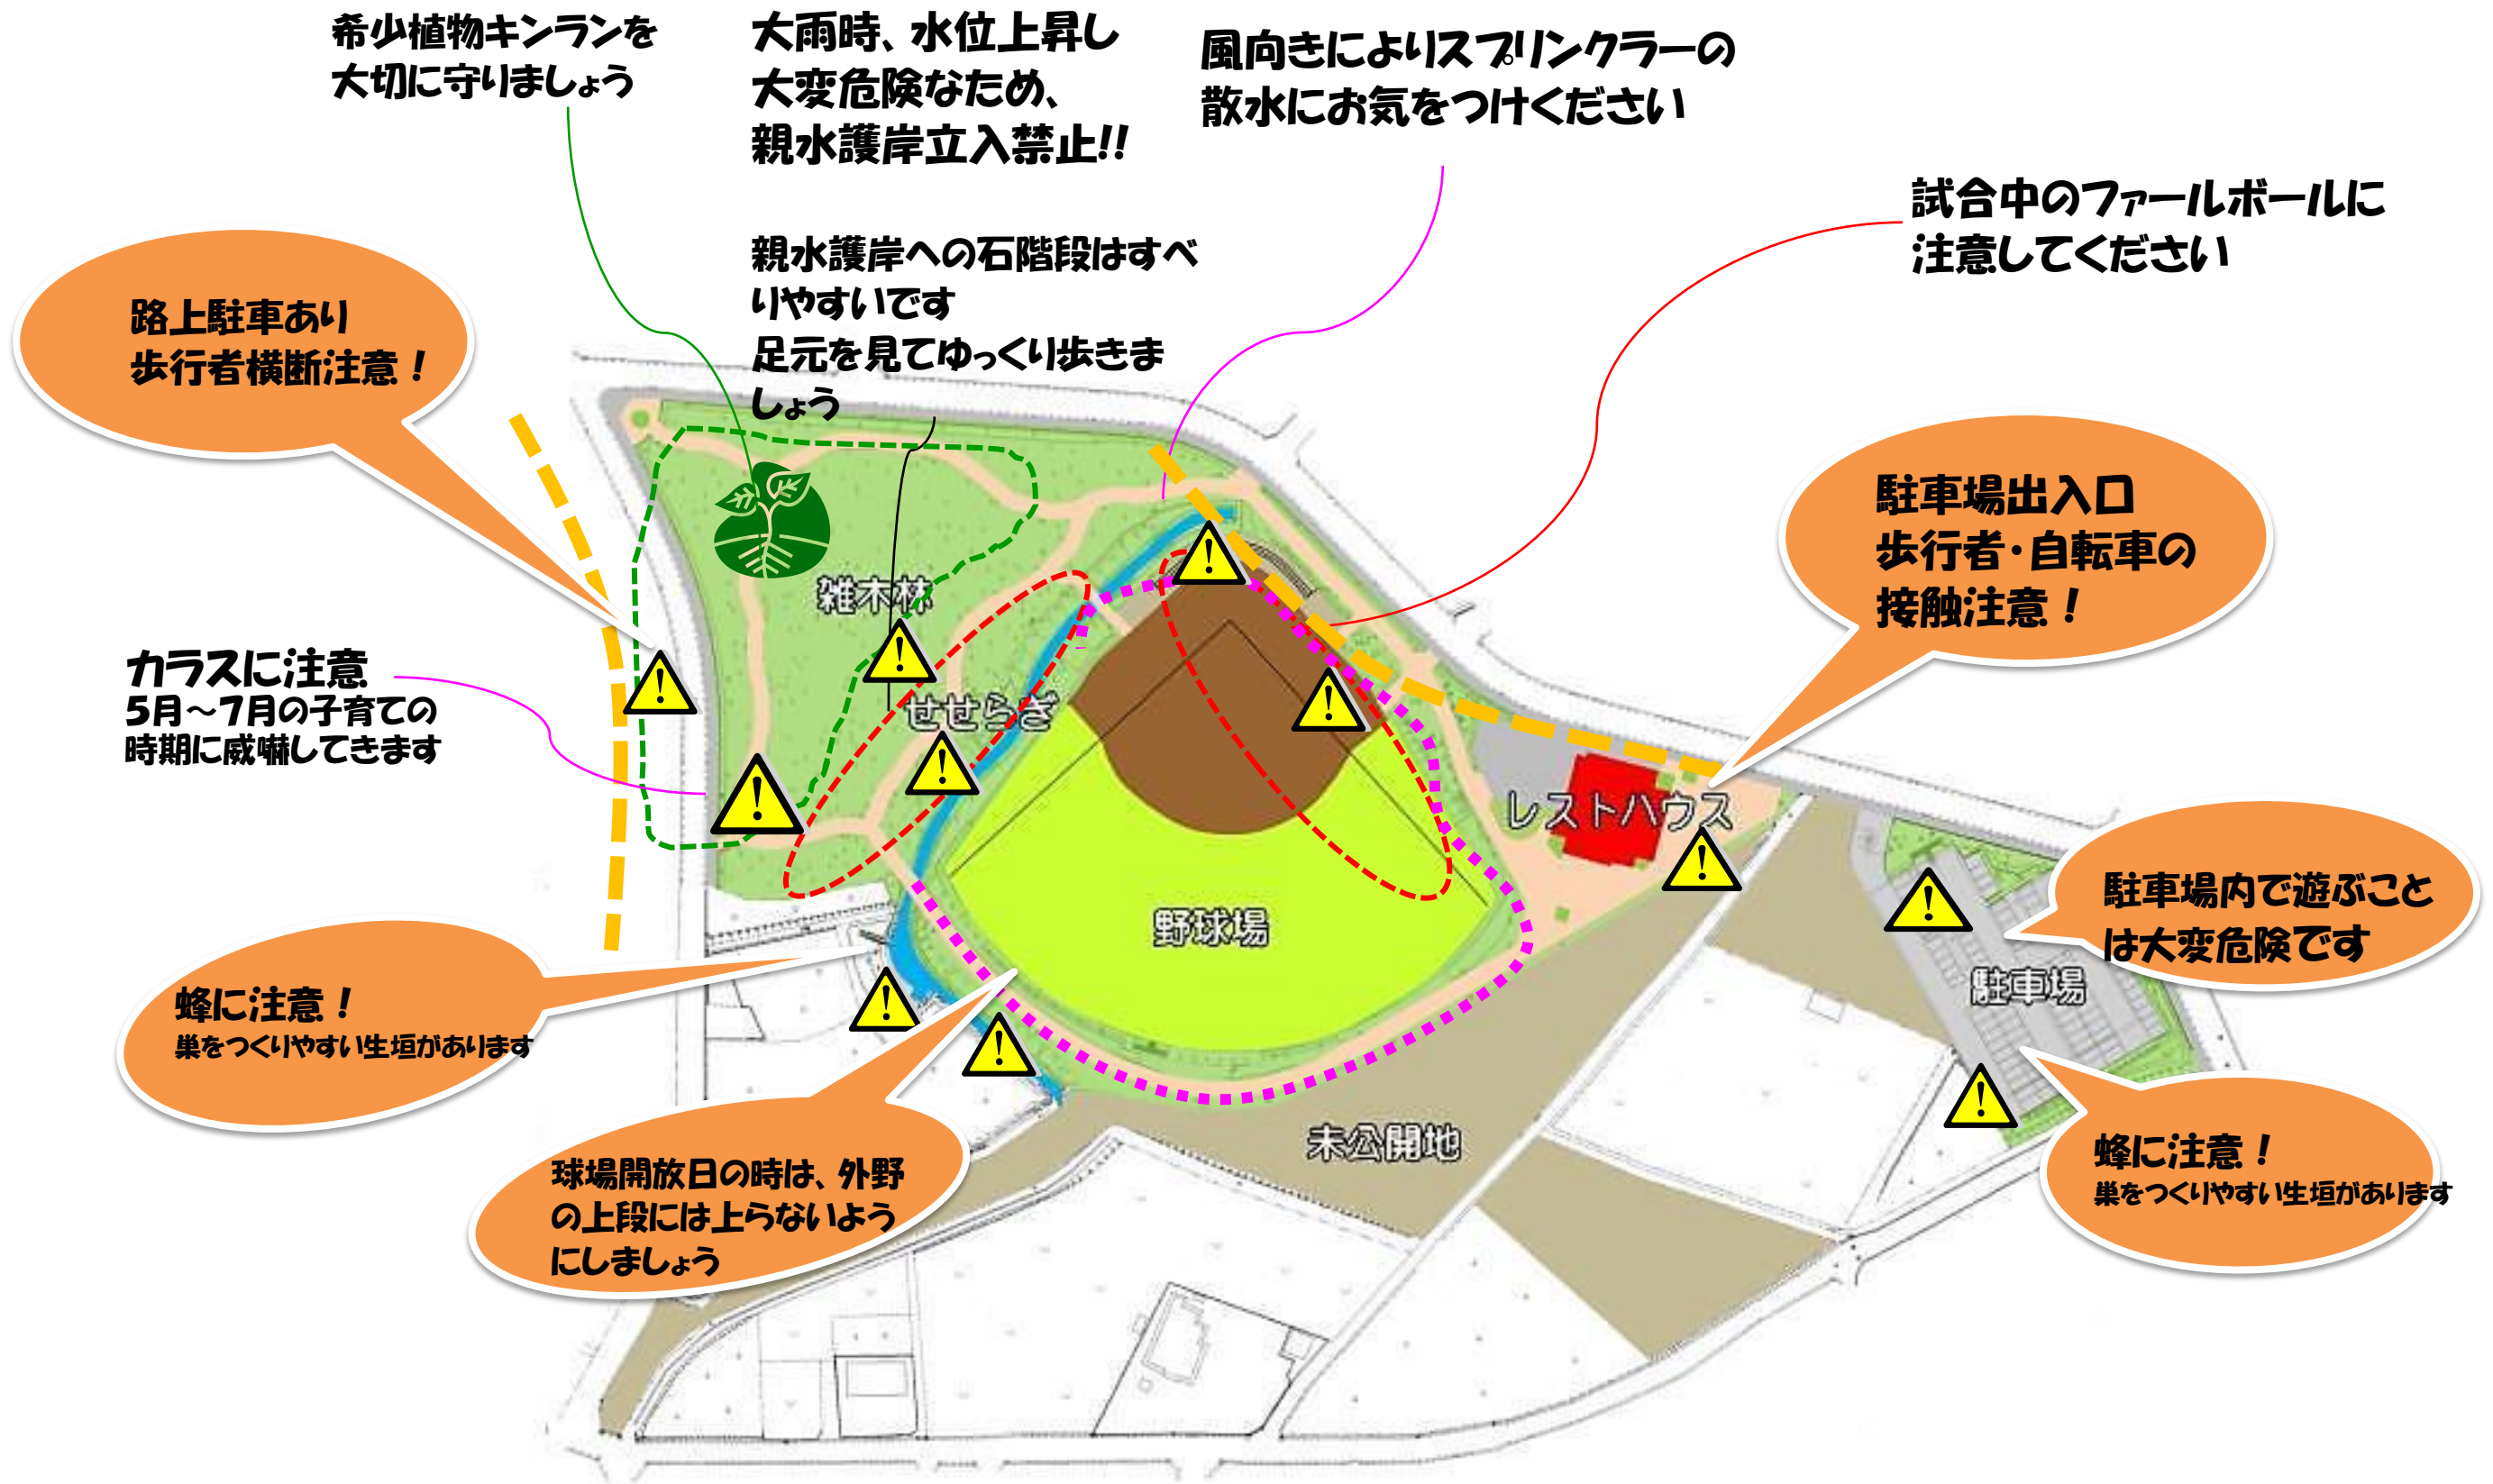 希少植物キンランを
大切に守りましょう
大雨時、水位上昇し
大変危険なため、
親水護岸立入禁止!!
親水護岸への石階段はすべ
りやすいです
足元を見てゆっくり歩きま
しょう
風向きによりスプリンクラーの
散水にお気をつけください
試合中のファールボールに
注意してください
路上駐車あり
歩行者横断注意！
駐車場出入口
歩行者・自転車の
接触注意！
カラスに注意
5月～7月の子育ての
時期に威嚇してきます
雑木林
せせらぎ
レストハウス
野球場
駐車場内で遊ぶこと
は大変危険です
駐車場
蜂に注意！
巣をつくりやすい生垣があります
球場開放日の時は、外野
の上段には上らないよう
にしましょう
未公開地
蜂に注意！
巣をつくりやすい生垣があります